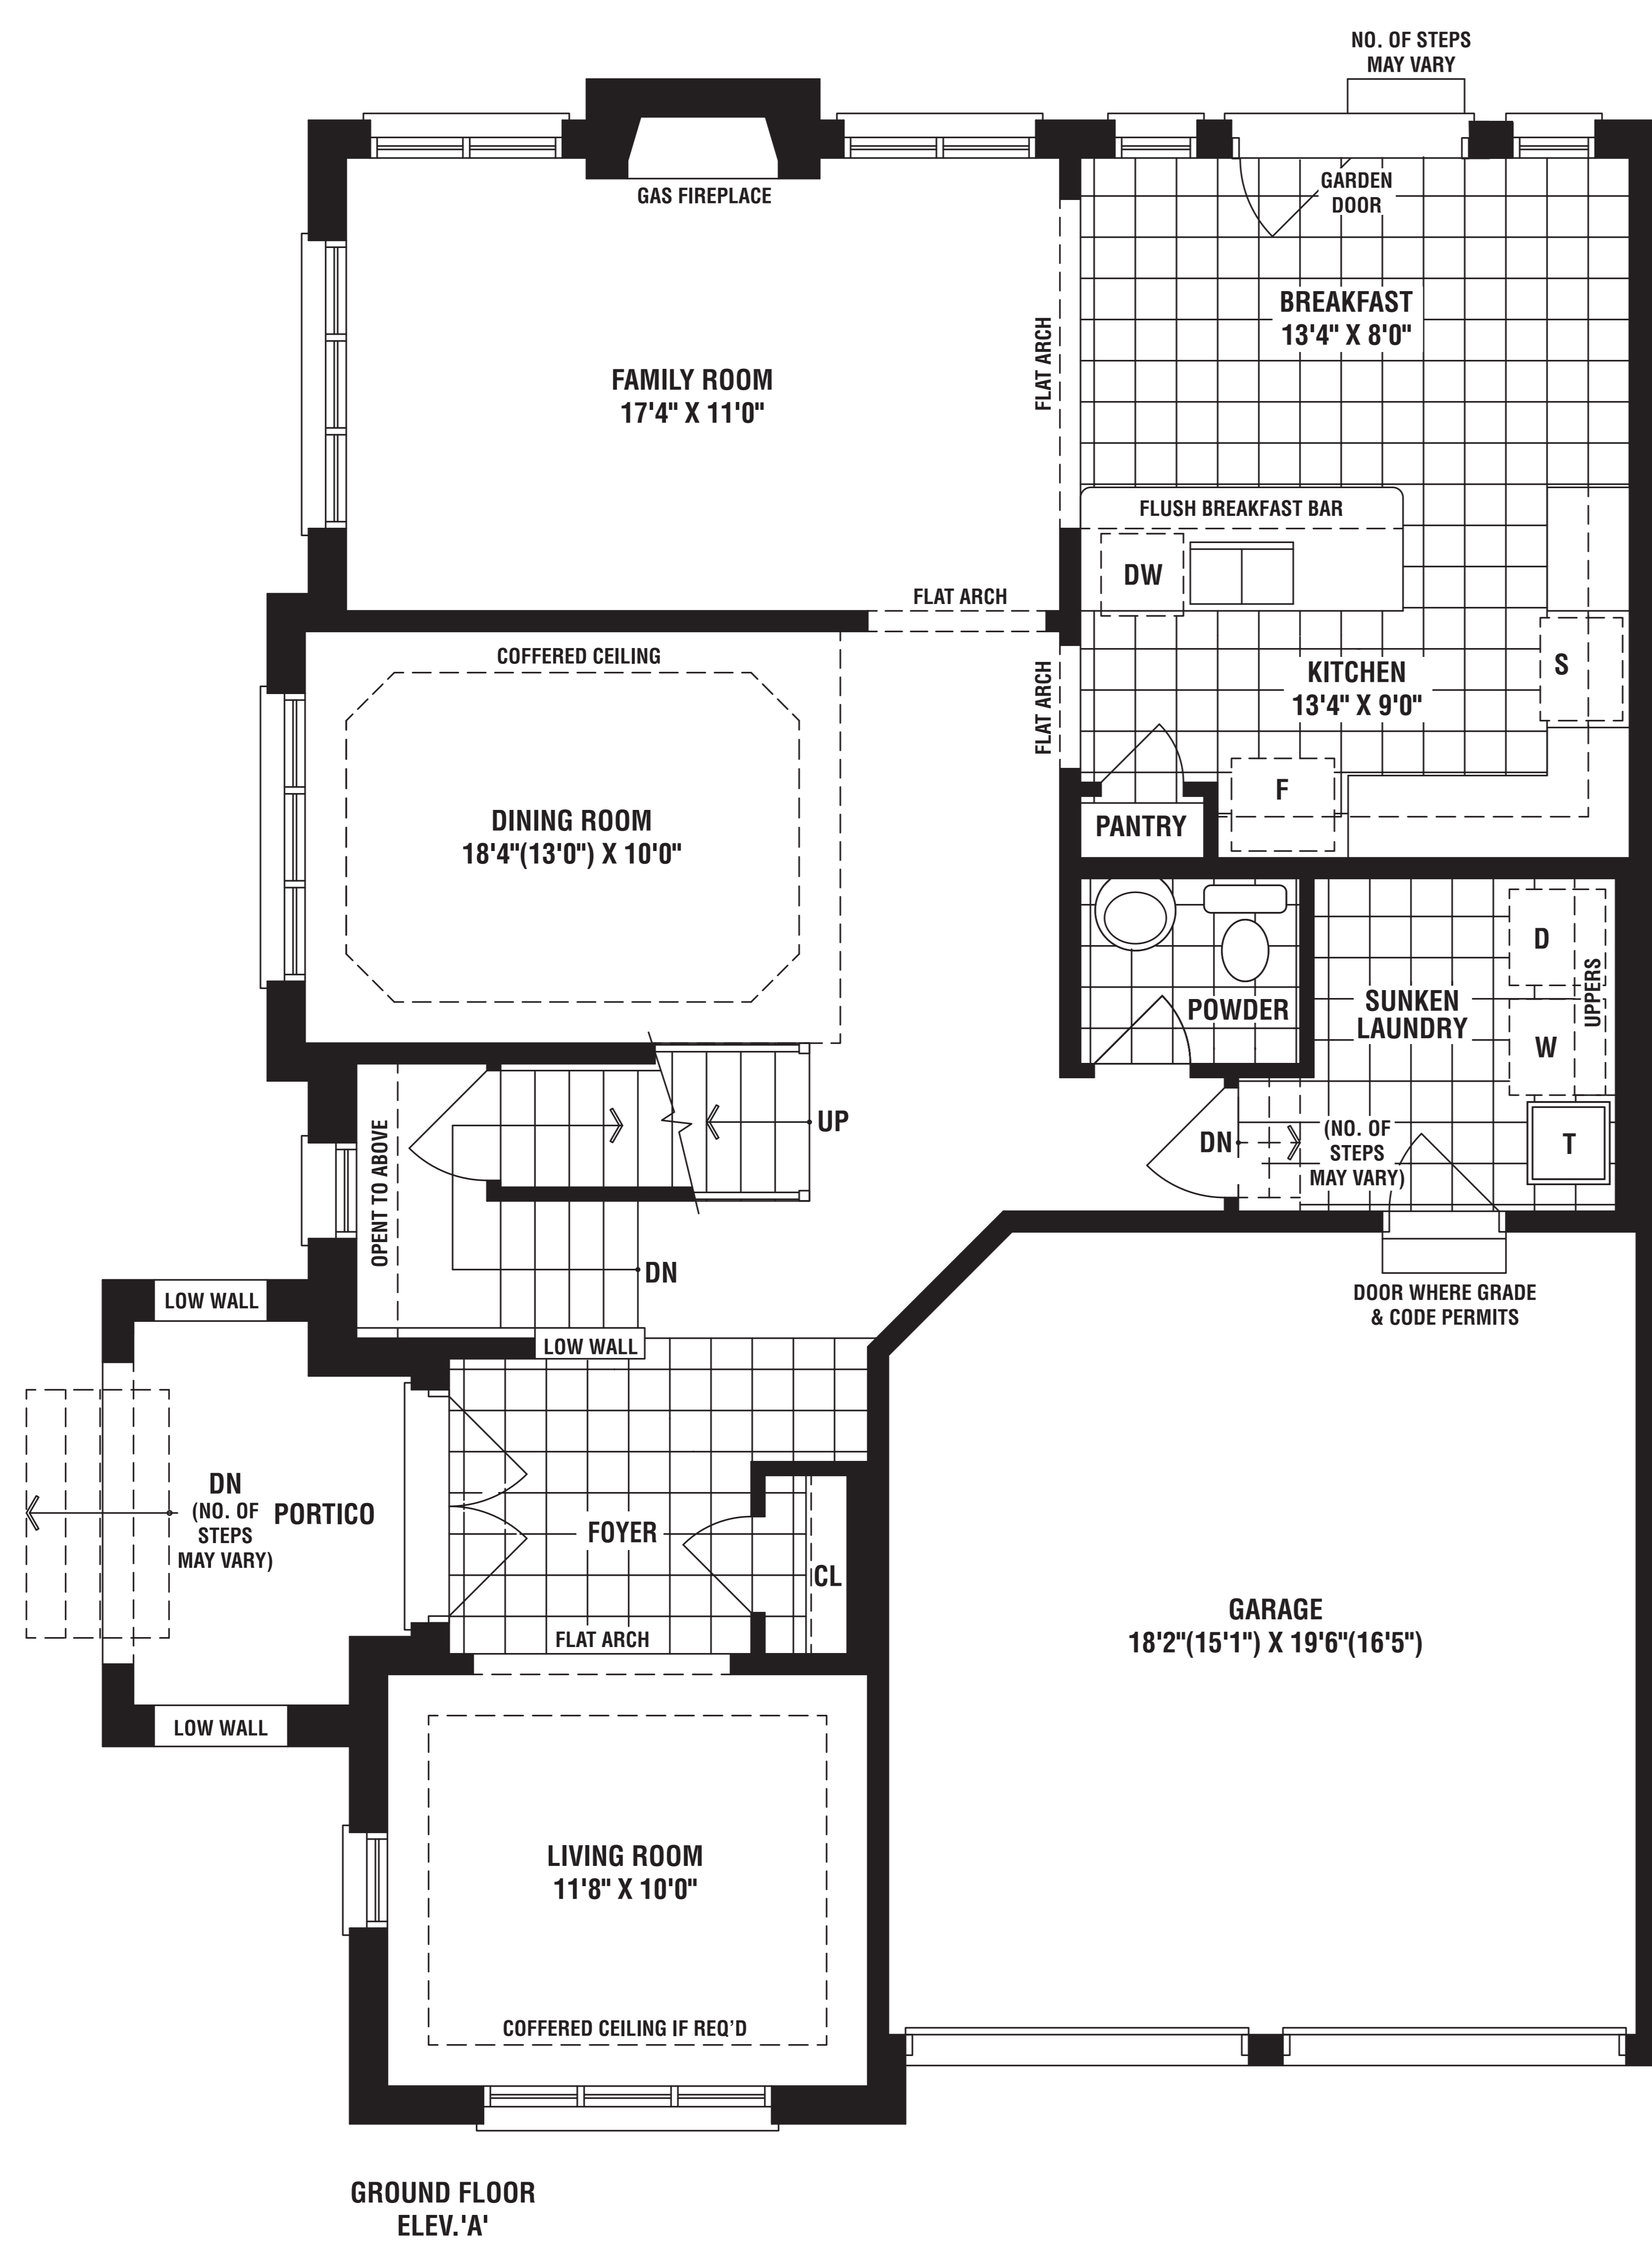 NO. OF STEPS
MAY VARY
GAS FIREPLACE
GARDEN
DOOR
BREAKFAST
13'4" X 8'0"
FLAT ARCH
FAMILY ROOM
17'4" X 11'0"
FLUSH BREAKFAST BAR
DW
FLAT ARCH
COFFERED CEILING
FLAT ARCH
KITCHEN
13'4" X 9'0"
S
F
PANTRY
DINING ROOM
18'4"(13'0") X 10'0"
POWDER
D
UPPERS
SUNKEN
LAUNDRY
W
OPENT TO ABOVE
UP
DN
(NO. OF
STEPS
MAY VARY)
T
DN
LOW WALL
DOOR WHERE GRADE
& CODE PERMITS
LOW WALL
DN
(NO. OF
STEPS
MAY VARY)
PORTICO
FOYER
CL
FLAT ARCH
GARAGE
18'2"(15'1") X 19'6"(16'5")
LOW WALL
LIVING ROOM
11'8" X 10'0"
COFFERED CEILING IF REQ'D
GROUND FLOOR
ELEV.'A'